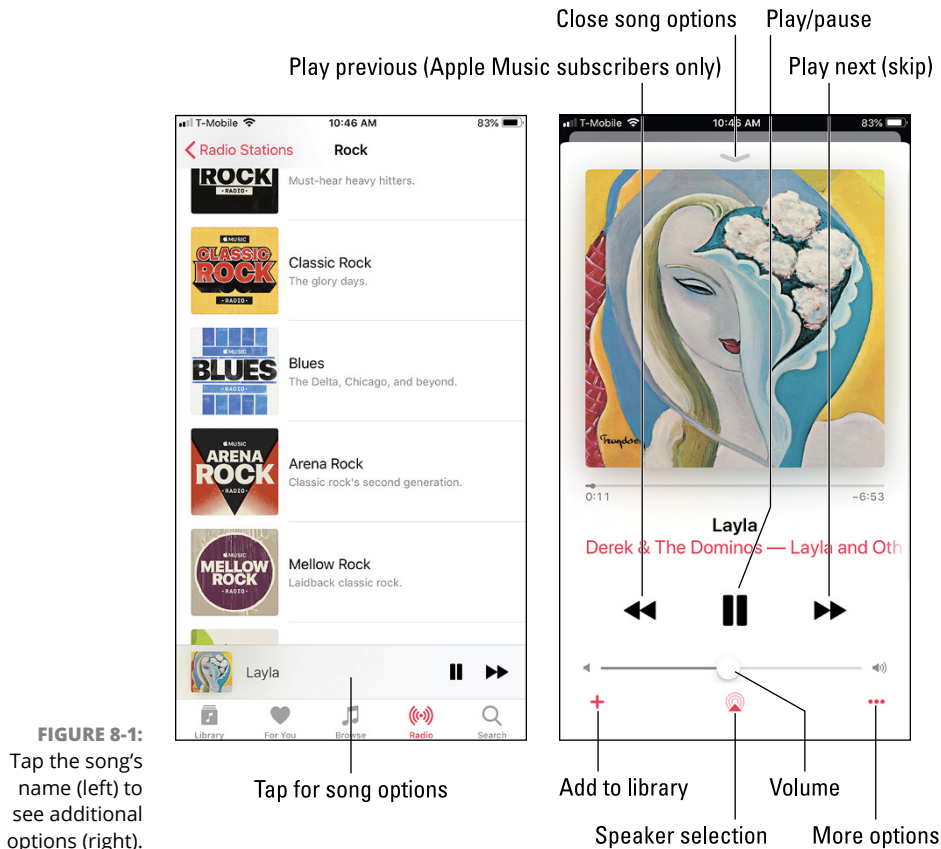 Close song options
Play/pause
Play previous (Apple Music subscribers only)
Play next (skip)
T-Mobile
10:46 AM
83%
Radio Stations
Rock
ROCK
RADIO
Must-hear heavy hitters.
MUSIC
CLASSIC
ROCK
RADIO
Classic Rock
The glory days.
MUSIC
BLUES
RADIO
Blues
The Delta, Chicago, and beyond.
MUSIC
ARENA
ROCK
RADIO
Arena Rock
Classic rock's second generation.
MUSIC
MELLOW
ROCK
RADIO
Mellow Rock
Laidback classic rock.
Layla
Library
For You
Browse
Radio
Search
T-Mobile
10:46 AM
83%
0:11
-6:53
Layla
Derek & The Dominos — Layla and Oth
Tap for song options
Add to library
Volume
Speaker selection
More options
FIGURE 8-1:
Tap the song's
name (left) to
see additional
options (right).